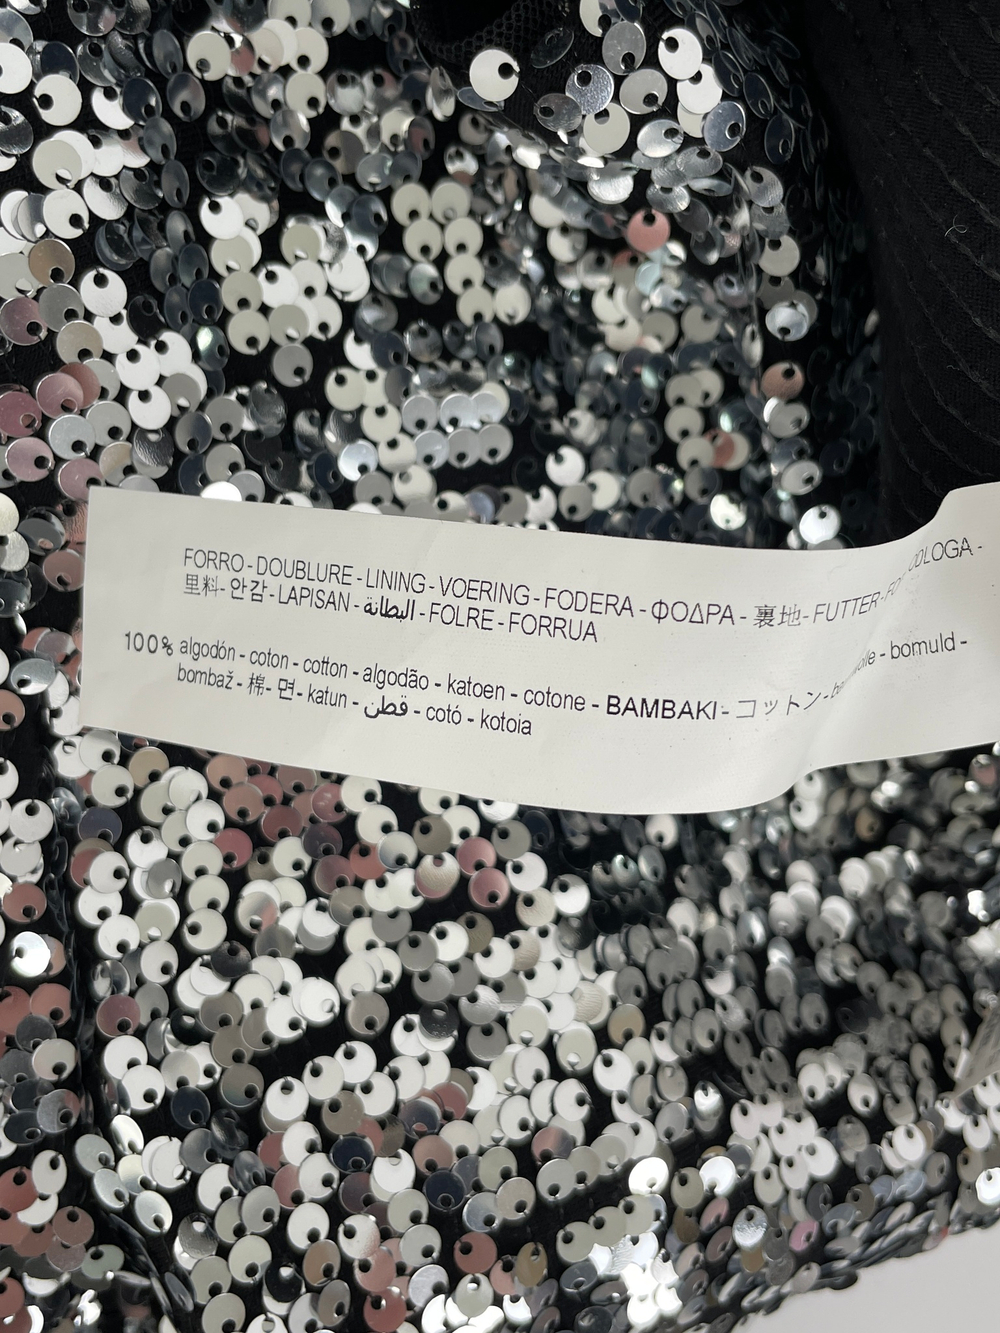 FORRO - DOUBLURE - LINING - VOERING - FODERA - ΦΟΔΡΑ - 裏地 - FUTTER -
里料 - 안감 - LAPISAN - البطانة - FOLRE - FORRUA
100% algodón - coton - cotton - algodão - katoen - cotone - BAMBAKI - コットン - bomuld -
bombaž - 棉 - 면 - katun - قطن - cotó - kotoia